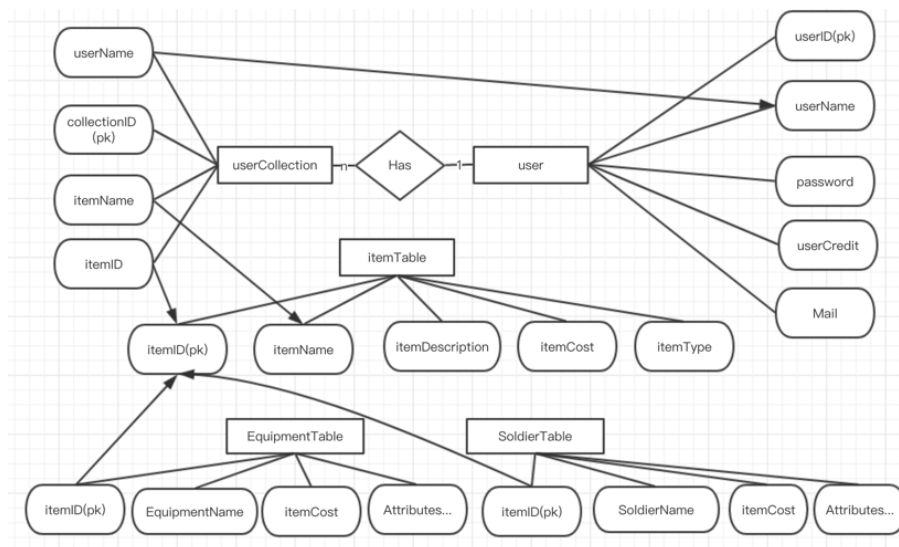 userName
userID(pk)
userName
collectionID
(pk)
userCollection
n
Has
1
user
password
itemName
userCredit
itemID
itemTable
Mail
itemID(pk)
itemName
itemDescription
itemCost
itemType
EquipmentTable
SoldierTable
itemID(pk)
EquipmentName
itemCost
Attributes...
itemID(pk)
SoldierName
itemCost
Attributes...